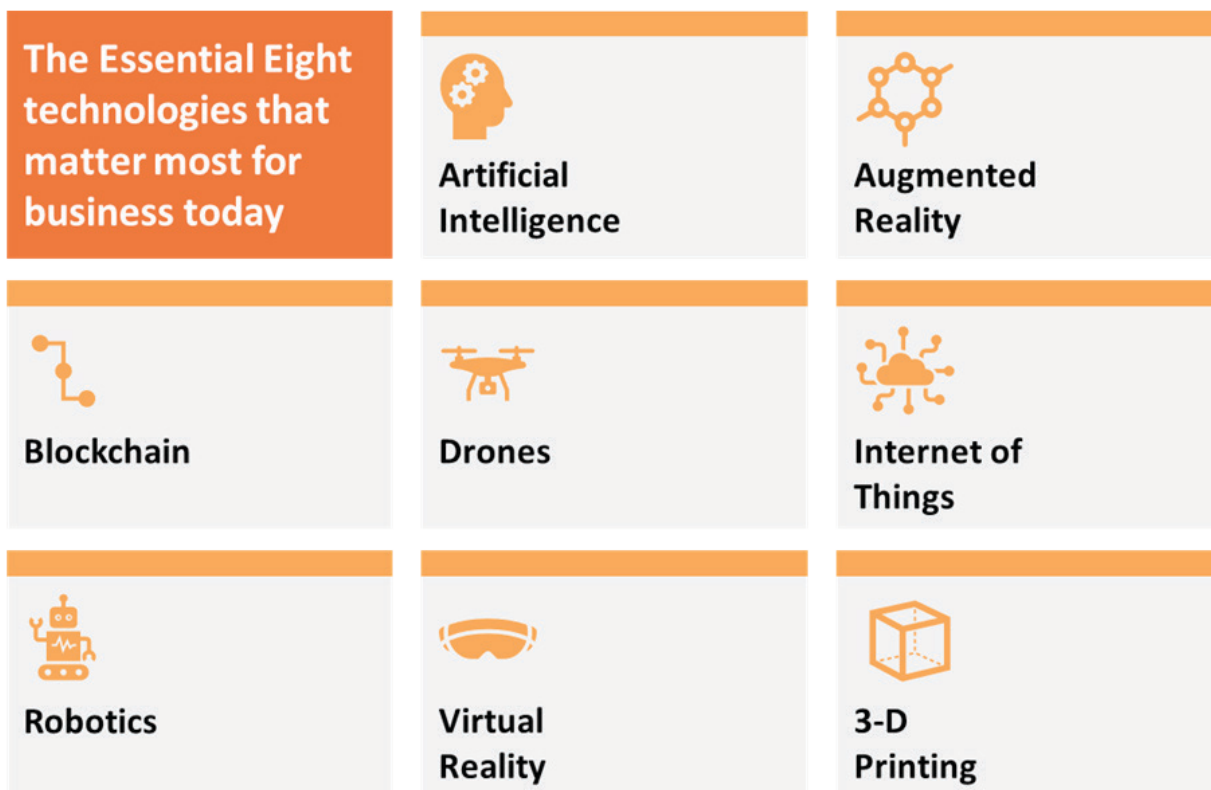 The Essential Eight
technologies that
matter most for
business today
Artificial
Intelligence
Augmented
Reality
Blockchain
Drones
Internet of
Things
Robotics
Virtual
Reality
3-D
Printing